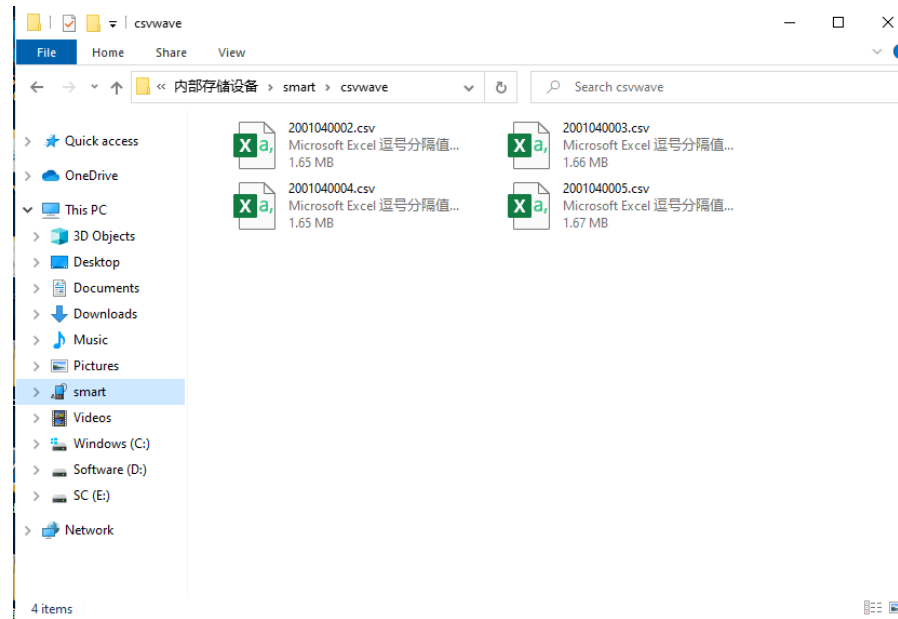 csvwave
File Home Share View
« 内部存储设备 › smart › csvwave
Search csvwave
Quick access
OneDrive
This PC
3D Objects
Desktop
Documents
Downloads
Music
Pictures
smart
Videos
Windows (C:)
Software (D:)
SC (E:)
Network
2001040002.csv
Microsoft Excel 逗号分隔值...
1.65 MB
2001040003.csv
Microsoft Excel 逗号分隔值...
1.66 MB
2001040004.csv
Microsoft Excel 逗号分隔值...
1.65 MB
2001040005.csv
Microsoft Excel 逗号分隔值...
1.67 MB
4 items